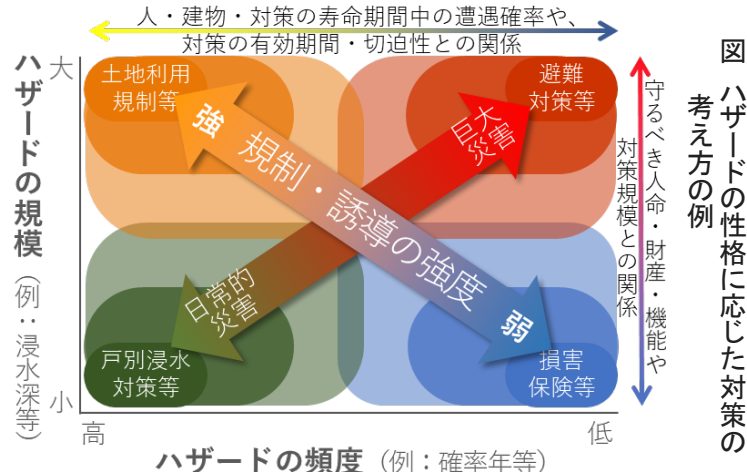 人・建物・対策の寿命期間中の遭遇確率や、
対策の有効期間・切迫性との関係
ハザードの規模
（例：浸水深等）
大
小
土地利用
規制等
避難
対策等
強
規制・誘導の強度
弱
巨大
災害
日常的
災害
戸別浸水
対策等
損害
保険等
高
低
ハザードの頻度（例：確率年等）
守るべき人命・財産・機能や
対策規模との関係
図 ハザードの性格に応じた対策の
考え方の例